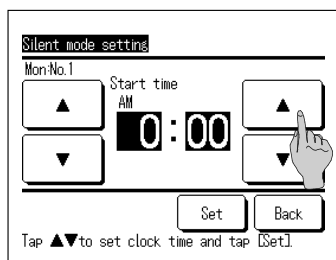 Silent mode setting
Mon:No.1
Start time
AM
0:00
Set Back
Tap ▲▼to set clock time and tap [Set].